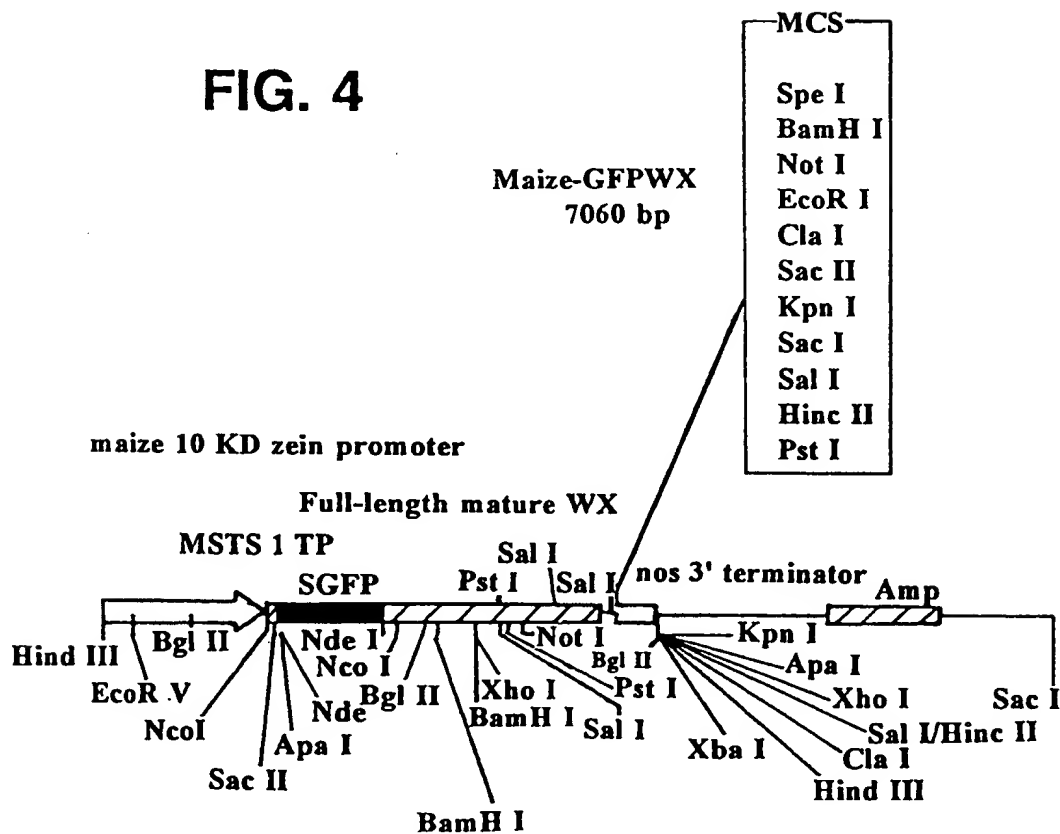 FIG. 4
MCS
Spe I
BamH I
Not I
EcoR I
Cla I
Sac II
Kpn I
Sac I
Sal I
Hinc II
Pst I
Maize-GFPWX
7060 bp
maize 10 KD zein promoter
Full-length mature WX
MSTS 1 TP
SGFP
Pst I
Sal I
Sal I
nos 3' terminator
Amp
Hind III
EcoR V
Bgl II
NcoI
Sac II
Apa I
Nde
Nde I
Nco I
Bgl II
BamH I
Xho I
BamH I
Not I
Pst I
Sal I
Bgl II
Xba I
Kpn I
Apa I
Xho I
Sal I/Hinc II
Cla I
Hind III
Sac I